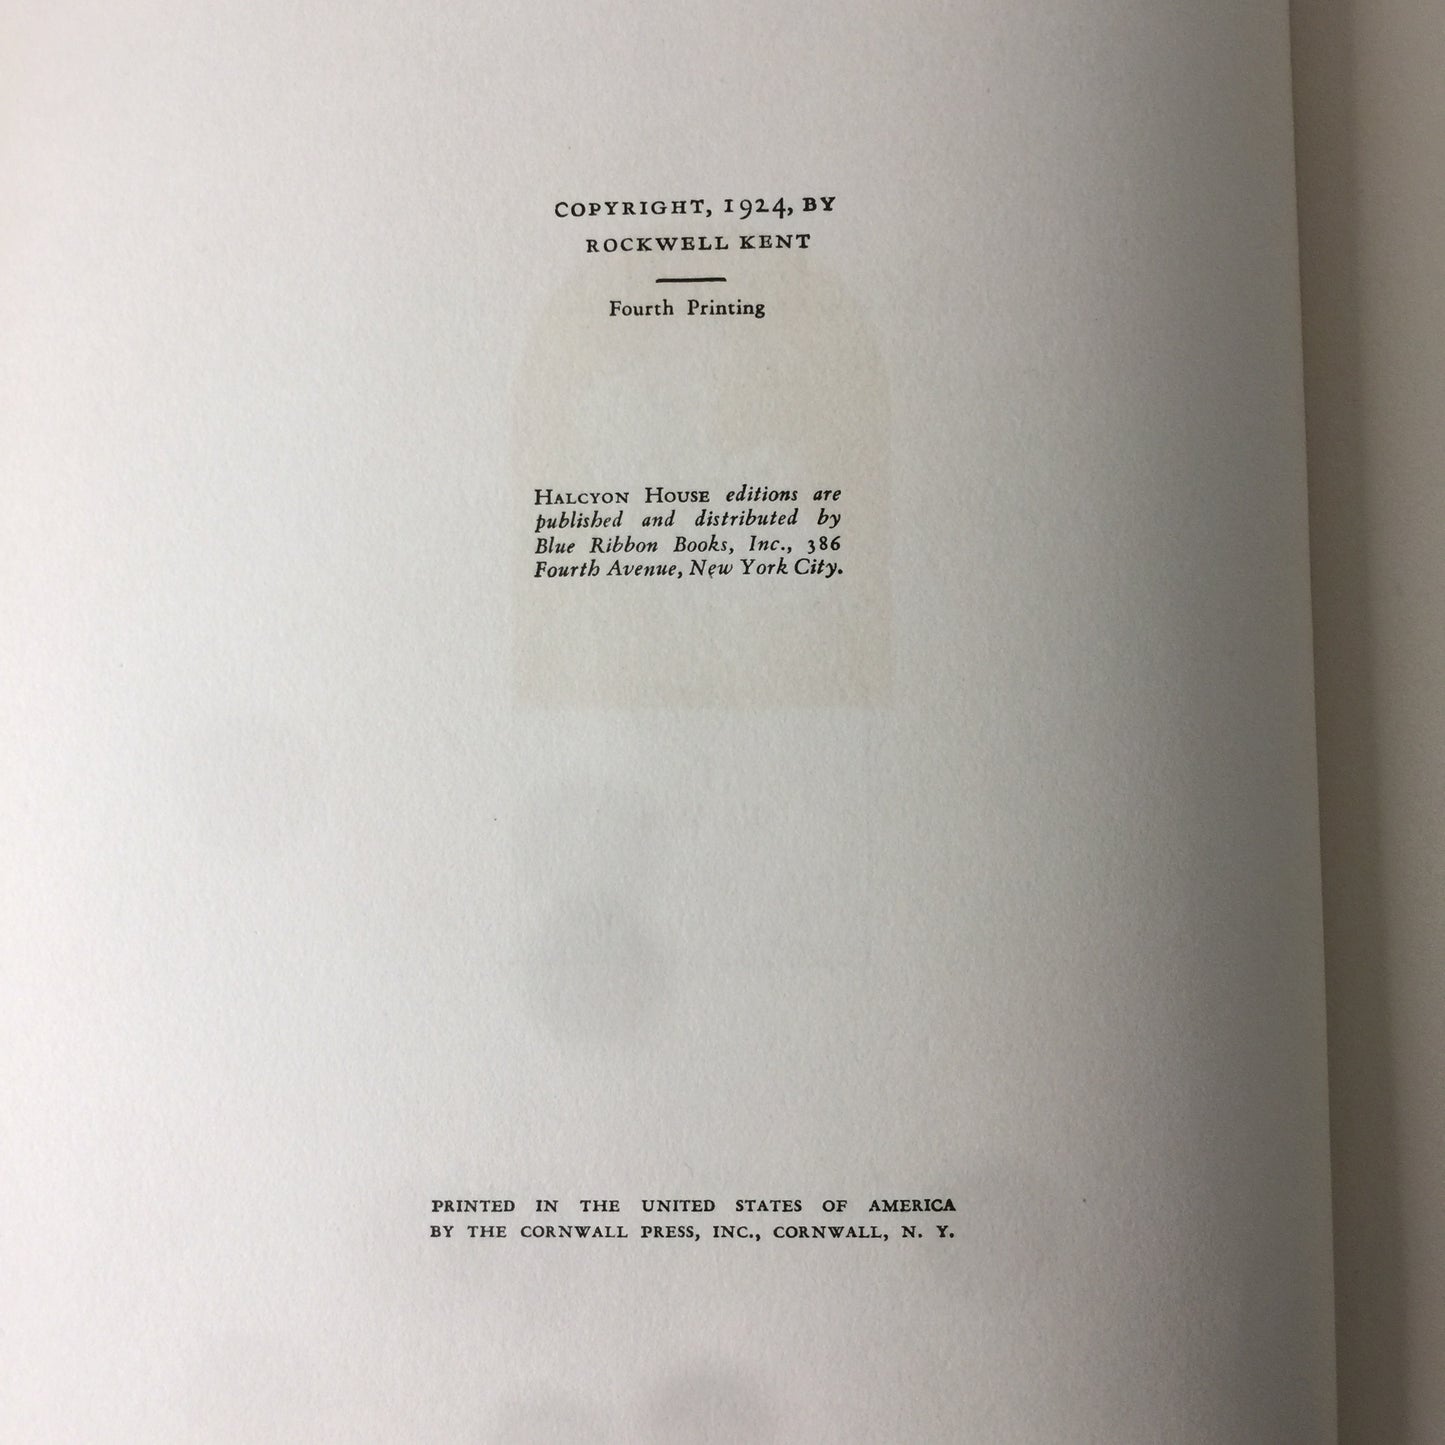 COPYRIGHT, 1924, BY
ROCKWELL KENT
Fourth Printing
HALCYON HOUSE editions are
published and distributed by
Blue Ribbon Books, Inc., 386
Fourth Avenue, New York City.
PRINTED IN THE UNITED STATES OF AMERICA
BY THE CORNWALL PRESS, INC., CORNWALL, N. Y.